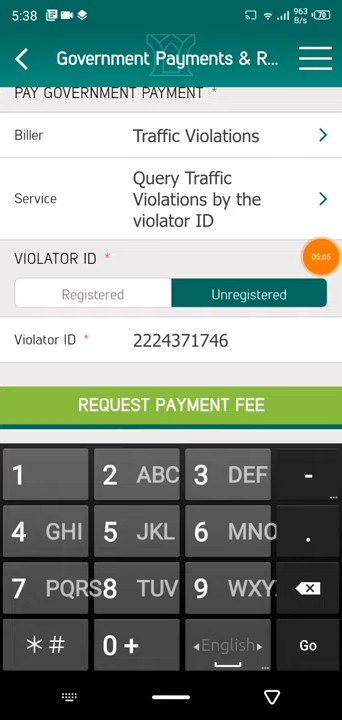 5:38
963
B/s
70
Government Payments & R...
PAY GOVERNMENT PAYMENT *
Biller
Traffic Violations
Service
Query Traffic
Violations by the
violator ID
VIOLATOR ID *
05:05
Registered
Unregistered
Violator ID *
2224371746
REQUEST PAYMENT FEE
1
2 ABC
3 DEF
-
4 GHI
5 JKL
6 MNO
.
7 PQRS
8 TUV
9 WXYZ
*#
0 +
English
Go